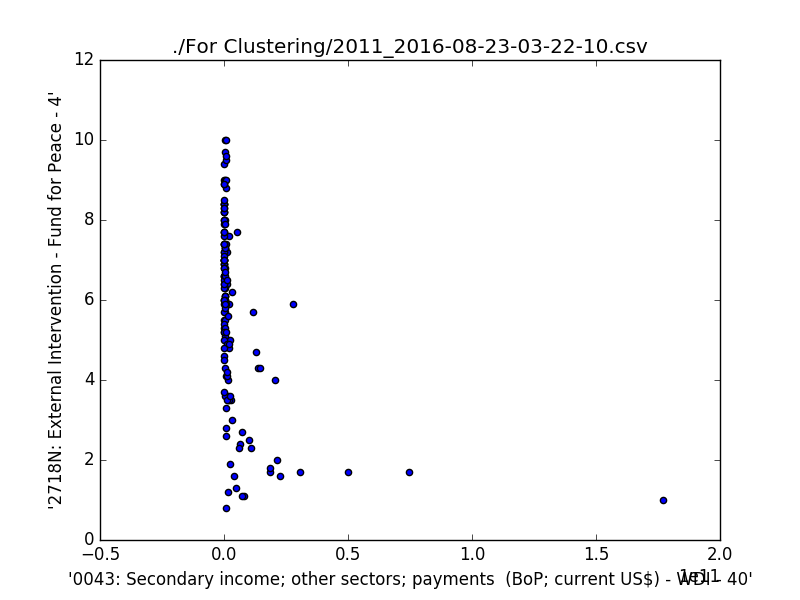 ./For Clustering/2011_2016-08-23-03-22-10.csv
12
10
8
6
4
2
0
'2718N: External Intervention - Fund for Peace - 4'
−0.5 0.0 0.5 1.0 1.5 2.0
1e11
'0043: Secondary income; other sectors; payments (BoP; current US$) - WDI - 40'